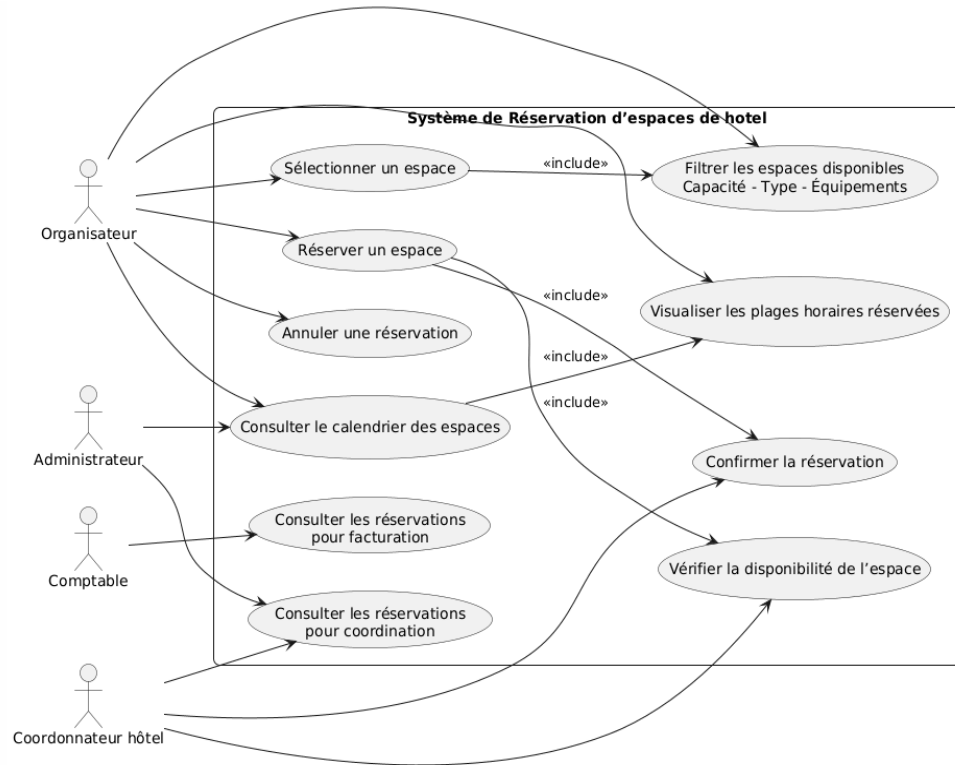 Système de Réservation d’espaces de hotel
Sélectionner un espace
«include»
Filtrer les espaces disponibles
Capacité - Type - Équipements
Organisateur
Réserver un espace
«include»
Visualiser les plages horaires réservées
Annuler une réservation
«include»
«include»
Consulter le calendrier des espaces
Administrateur
Confirmer la réservation
Consulter les réservations
pour facturation
Comptable
Vérifier la disponibilité de l’espace
Consulter les réservations
pour coordination
Coordonnateur hôtel